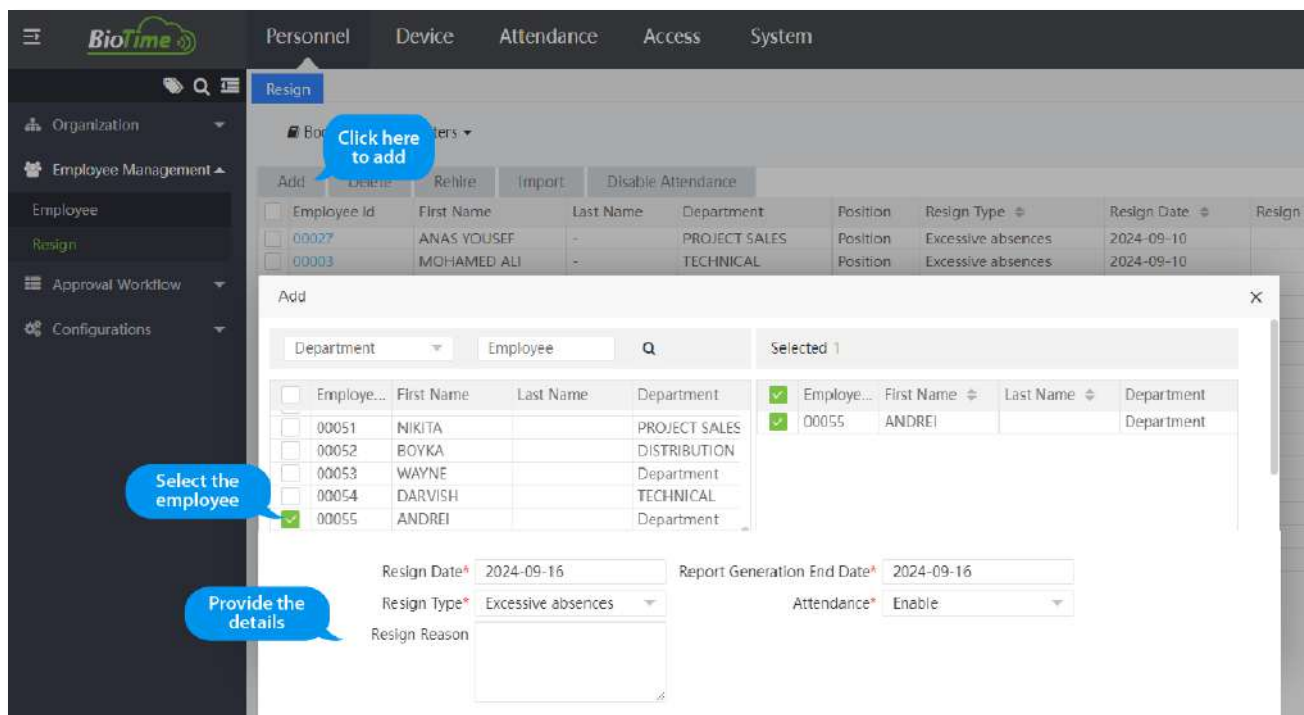 BioTime
Personnel Device Attendance Access System
Resign
Organization
Employee Management
Employee
Resign
Approval Workflow
Configurations
Click here
to add
Add Delete Rehire Import Disable Attendance
Employee Id First Name Last Name Department Position Resign Type Resign Date Resign
00027 ANAS YOUSEF - PROJECT SALES Position Excessive absences 2024-09-10
00003 MOHAMED ALI - TECHNICAL Position Excessive absences 2024-09-10
Add
Department Employee Selected 1
Employe... First Name Last Name Department Employe... First Name Last Name Department
00051 NIKITA PROJECT SALES 00055 ANDREI Department
00052 BOYKA DISTRIBUTION
00053 WAYNE Department
00054 DARVISH TECHNICAL
00055 ANDREI Department
Select the
employee
Resign Date* 2024-09-16 Report Generation End Date* 2024-09-16
Resign Type* Excessive absences Attendance* Enable
Resign Reason
Provide the
details